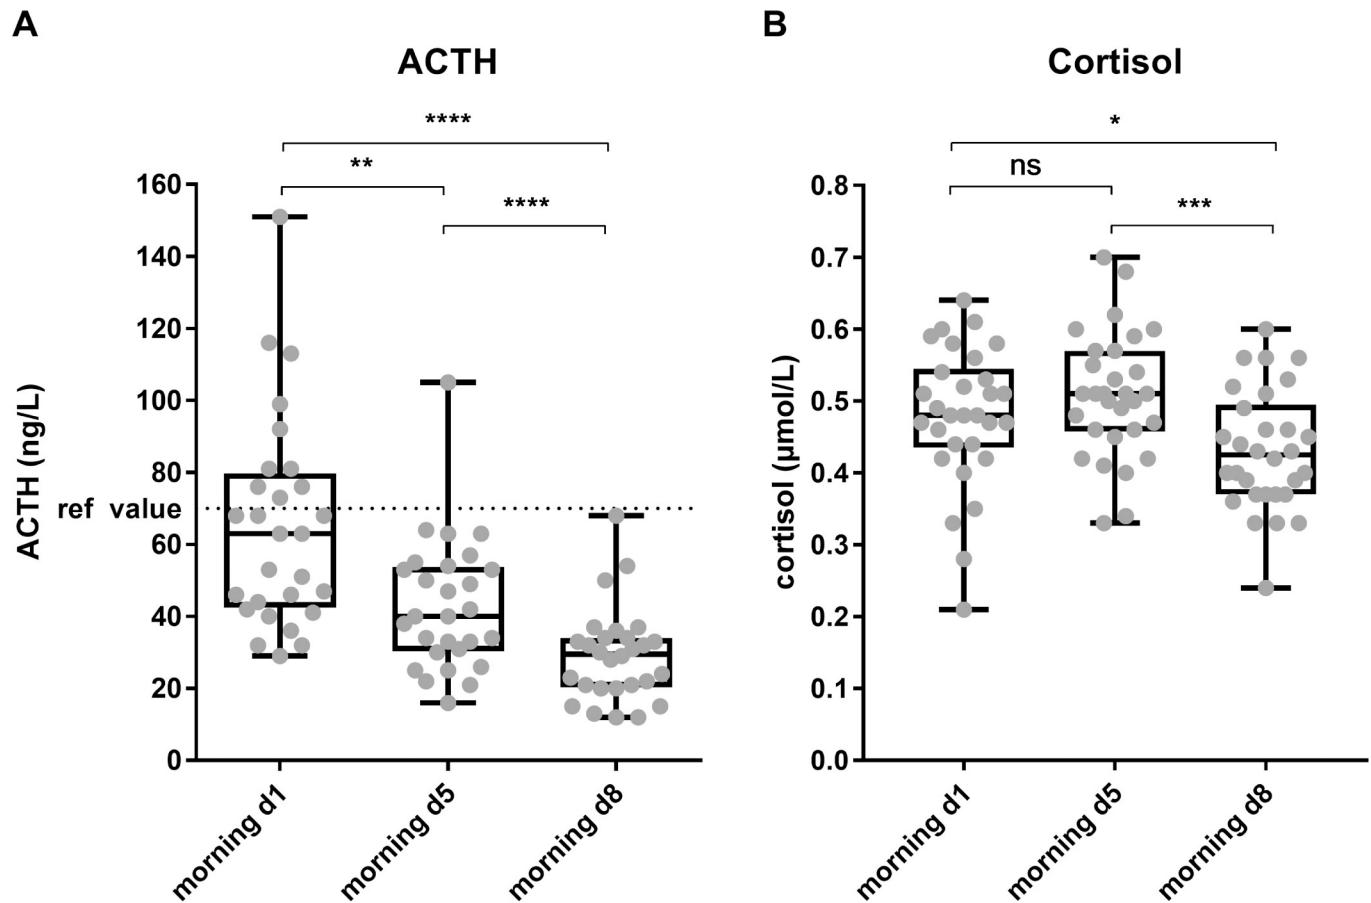 A
ACTH
****
**
****
160
140
120
100
80
60
40
20
0
ACTH (ng/L)
ref value
morning d1
morning d5
morning d8
B
Cortisol
*
ns
***
0.8
0.7
0.6
0.5
0.4
0.3
0.2
0.1
0.0
cortisol (μmol/L)
morning d1
morning d5
morning d8